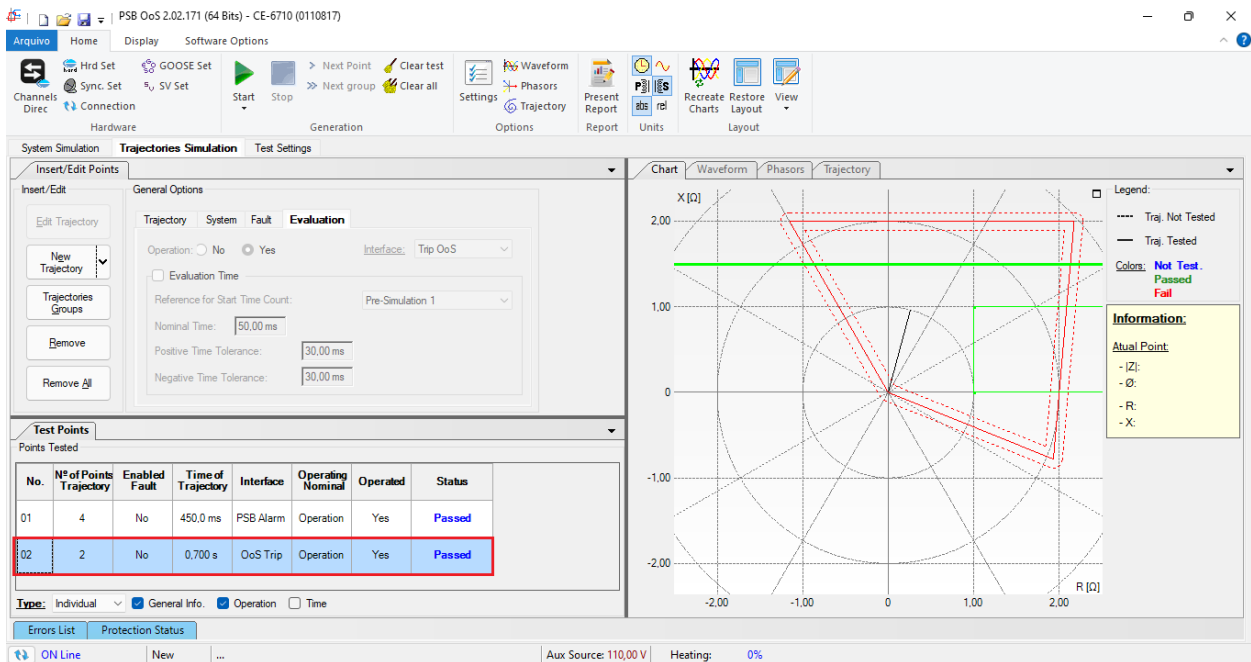 PSB OoS 2.02.171 (64 Bits) - CE-6710 (0110817)
Arquivo Home Display Software Options
Hrd Set GOOSE Set > Next Point Clear test Waveform
Sync. Set SV Set >> Next group Clear all Phasors
Channels Direc Connection Start Stop Settings Trajectory Present Report abs rel Recreate Charts Restore Layout View
Hardware Generation Options Report Units Layout
System Simulation Trajectories Simulation Test Settings
Insert/Edit Points
Insert/Edit General Options
Edit Trajectory
New Trajectory
Trajectories Groups
Remove
Remove All
Trajectory System Fault Evaluation
Operation: No Yes Interface: Trip OoS
Evaluation Time
Reference for Start Time Count: Pre-Simulation 1
Nominal Time: 50,00 ms
Positive Time Tolerance: 30,00 ms
Negative Time Tolerance: 30,00 ms
Test Points
Points Tested
No. Nº of Points Trajectory Enabled Fault Time of Trajectory Interface Operating Nominal Operated Status
01 4 No 450,0 ms PSB Alarm Operation Yes Passed
02 2 No 0,700 s OoS Trip Operation Yes Passed
Type: Individual General Info. Operation Time
Errors List Protection Status
Chart Waveform Phasors Trajectory
X [Ω]
2,00
1,00
0
-1,00
-2,00
R [Ω]
-2,00 -1,00 0 1,00 2,00
Legend:
---- Traj. Not Tested
— Traj. Tested
Colors: Not Test.
Passed
Fail
Information:
Atual Point:
- |Z|:
- Ø:
- R:
- X:
ON Line New ... Aux Source: 110,00 V Heating: 0%